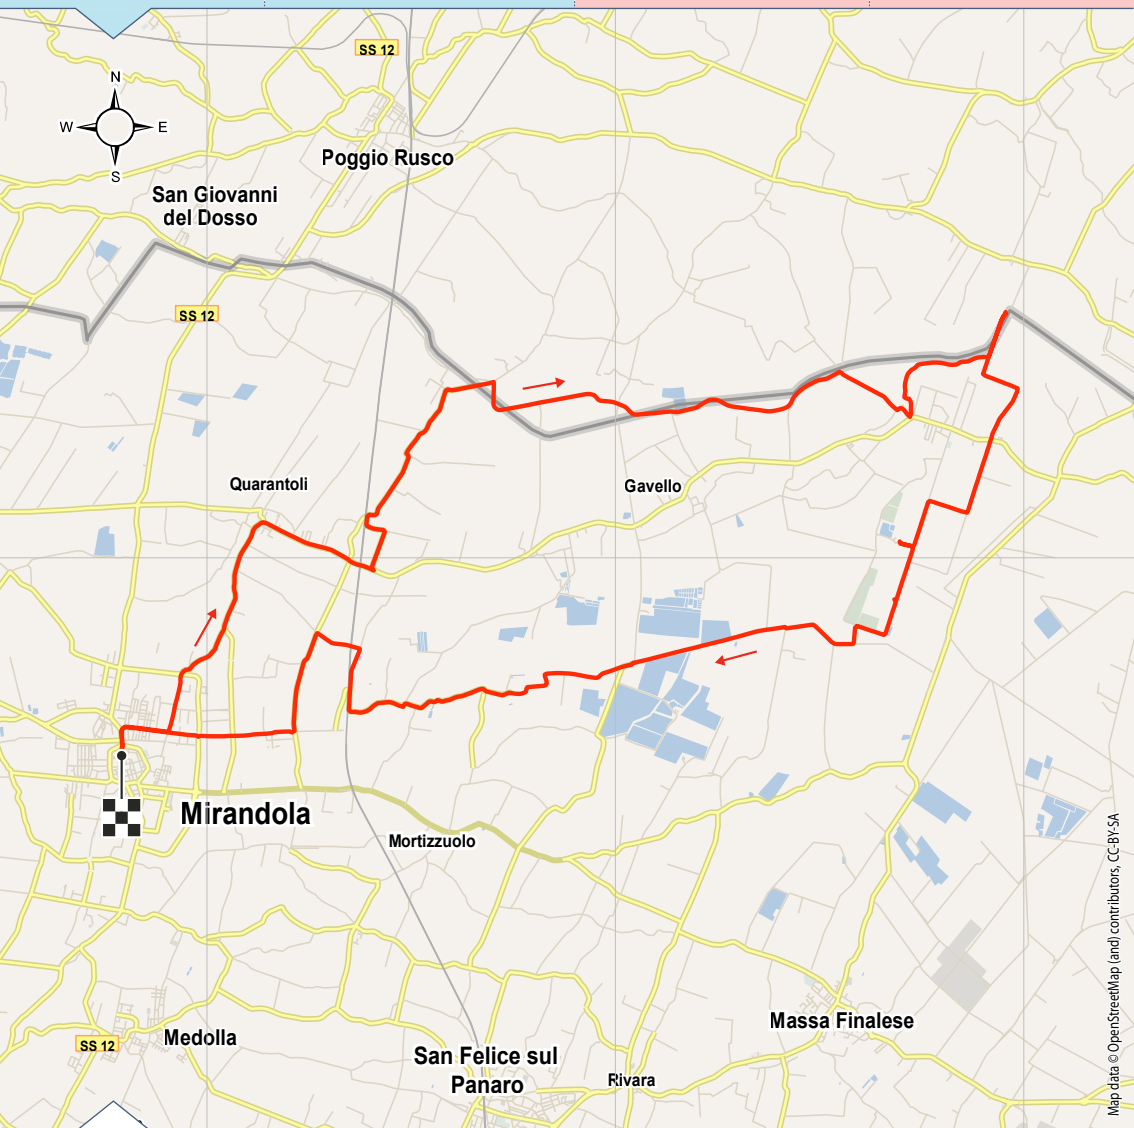 SS 12
N
W
E
S
Poggio Rusco
San Giovanni
del Dosso
SS 12
Quarantoli
Gavello
Mirandola
Mortizzuolo
Massa Finalese
Medolla
SS 12
San Felice sul
Panaro
Rivara
Map data © OpenStreetMap (and) contributors, CC-BY-SA